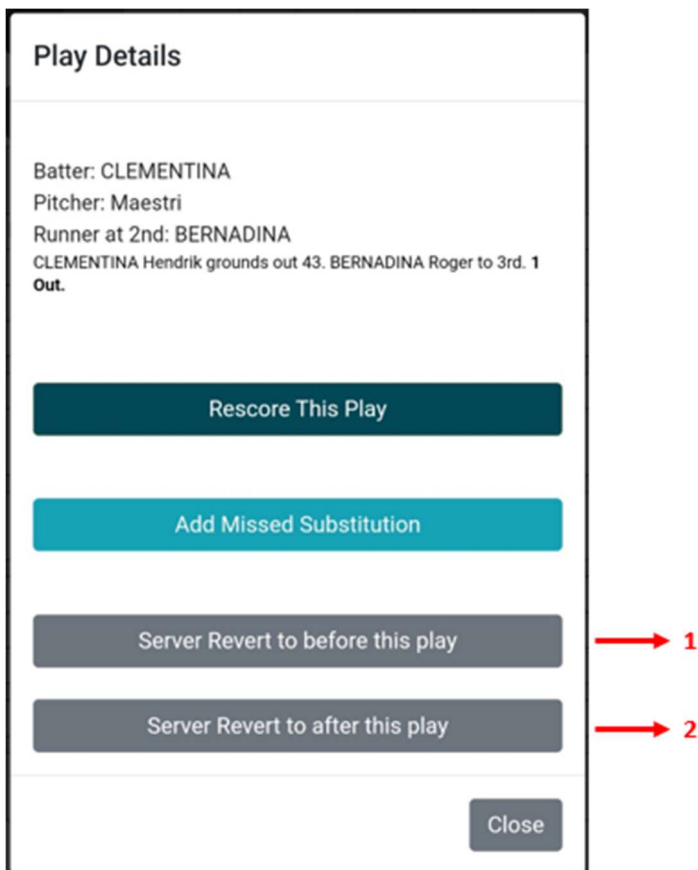 Play Details
Batter: CLEMENTINA
Pitcher: Maestri
Runner at 2nd: BERNADINA
CLEMENTINA Hendrik grounds out 43. BERNADINA Roger to 3rd. 1
Out.
Rescore This Play
Add Missed Substitution
Server Revert to before this play
1
Server Revert to after this play
2
Close